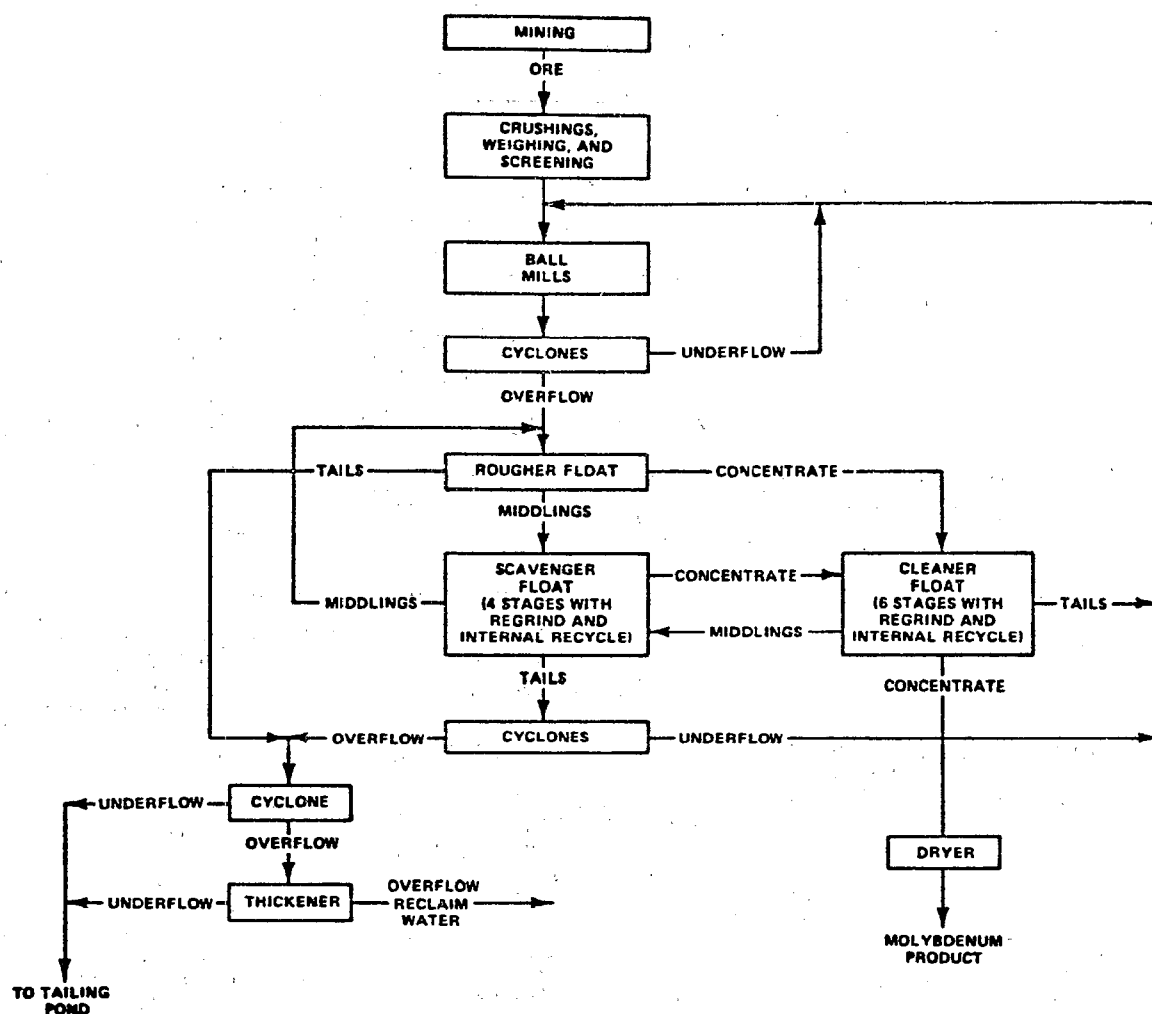 MINING
ORE
CRUSHINGS,
WEIGHING, AND
SCREENING
BALL
MILLS
CYCLONES
UNDERFLOW
OVERFLOW
TAILS
ROUGHER FLOAT
CONCENTRATE
MIDDLINGS
SCAVENGER
FLOAT
(4 STAGES WITH
REGRIND AND
INTERNAL RECYCLE)
CONCENTRATE
CLEANER
FLOAT
(6 STAGES WITH
REGRIND AND
INTERNAL RECYCLE)
TAILS
MIDDLINGS
MIDDLINGS
TAILS
CONCENTRATE
OVERFLOW
CYCLONES
UNDERFLOW
UNDERFLOW
CYCLONE
OVERFLOW
DRYER
UNDERFLOW
THICKENER
OVERFLOW
RECLAIM
WATER
MOLYBDENUM
PRODUCT
TO TAILING
POND